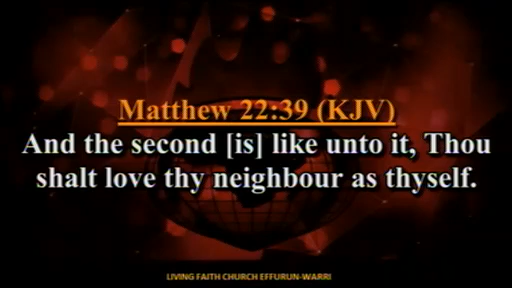 Matthew 22:39 (KJV)
And the second [is] like unto it, Thou
shalt love thy neighbour as thyself.
LIVING FAITH CHURCH EFFURUN-WARRI